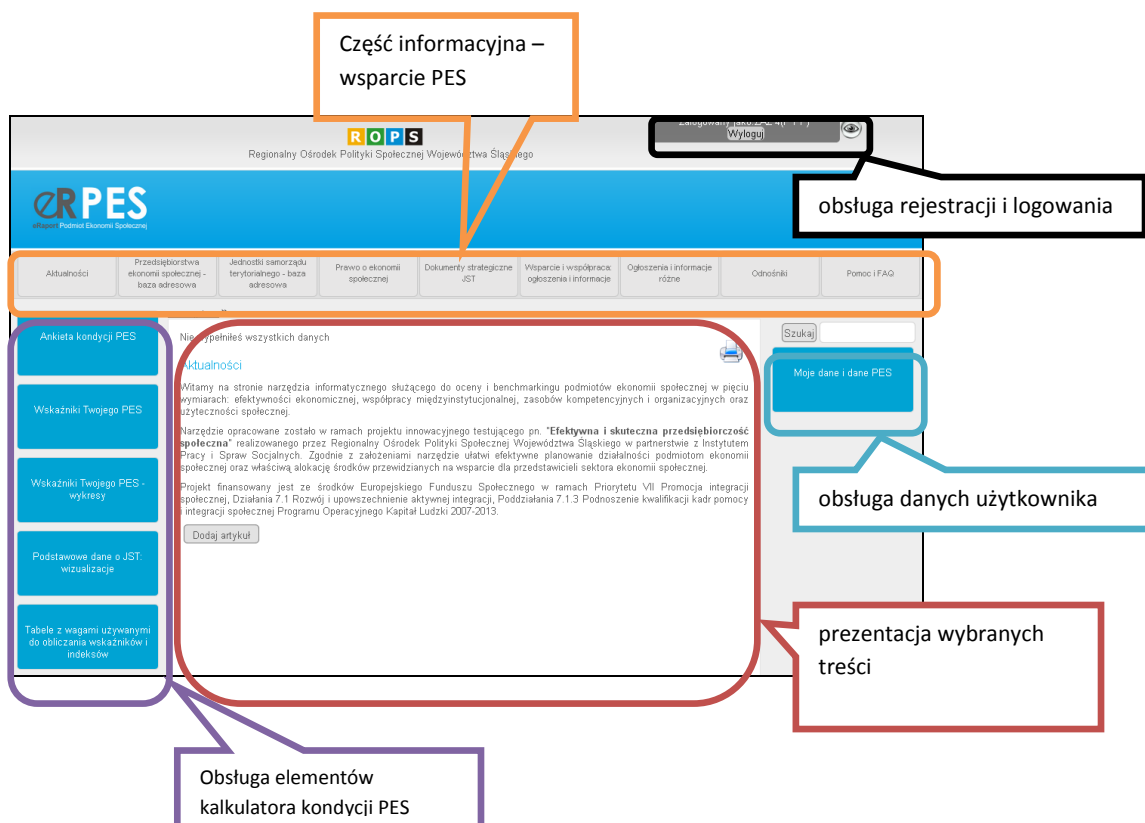 Część informacyjna –
wsparcie PES
Wyloguj
ROPS
Regionalny Ośrodek Polityki Społecznej Województwa Śląskiego
obsługa rejestracji i logowania
eRPES
eRaport Podmiot Ekonomii Społecznej
Aktualności
Przedsiębiorstwa
ekonomii społecznej -
baza adresowa
Jednostki samorządu
terytorialnego - baza
adresowa
Prawo o ekonomii
społecznej
Dokumenty strategiczne
JST
Wsparcie i współpraca:
ogłoszenia i informacje
Ogłoszenia i informacje
różne
Odnośniki
Pomoc i FAQ
Ankieta kondycji PES
Wskaźniki Twojego PES
Wskaźniki Twojego PES -
wykresy
Podstawowe dane o JST:
wizualizacje
Tabele z wagami używanymi
do obliczania wskaźników i
indeksów
Nie wypełniłeś wszystkich danych
Aktualności
Witamy na stronie narzędzia informatycznego służącego do oceny i benchmarkingu podmiotów ekonomii społecznej w pięciu
wymiarach: efektywności ekonomicznej, współpracy międzyinstytucjonalnej, zasobów kompetencyjnych i organizacyjnych oraz
użyteczności społecznej.
Narzędzie opracowane zostało w ramach projektu innowacyjnego testującego pn. "Efektywna i skuteczna przedsiębiorczość
społeczna" realizowanego przez Regionalny Ośrodek Polityki Społecznej Województwa Śląskiego w partnerstwie z Instytutem
Pracy i Spraw Socjalnych. Zgodnie z założeniami narzędzie ułatwi efektywne planowanie działalności podmiotom ekonomii
społecznej oraz właściwą alokację środków przewidzianych na wsparcie dla przedstawicieli sektora ekonomii społecznej.
Projekt finansowany jest ze środków Europejskiego Funduszu Społecznego w ramach Priorytetu VII Promocja integracji
społecznej, Działania 7.1 Rozwój i upowszechnienie aktywnej integracji, Poddziałania 7.1.3 Podnoszenie kwalifikacji kadr pomocy
i integracji społecznej Programu Operacyjnego Kapitał Ludzki 2007-2013.
Dodaj artykuł
Szukaj
Moje dane i dane PES
obsługa danych użytkownika
prezentacja wybranych
treści
Obsługa elementów
kalkulatora kondycji PES